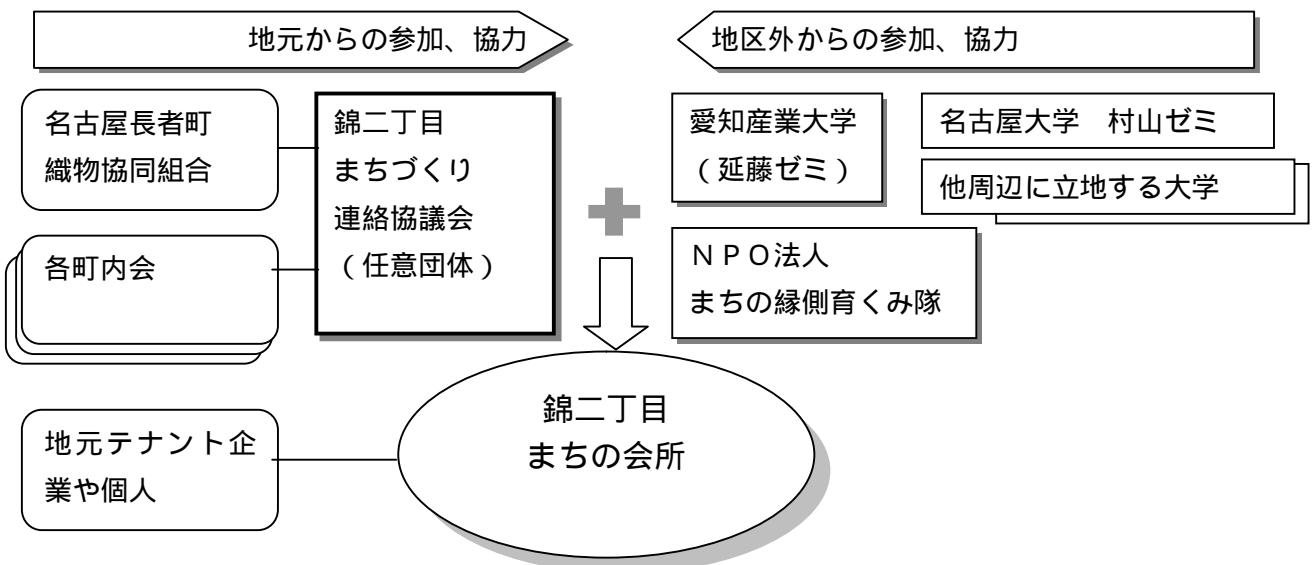 地元からの参加、協力
地区外からの参加、協力
名古屋長者町
織物協同組合
各町内会
錦二丁目
まちづくり
連絡協議会
（任意団体）
愛知産業大学
（延藤ゼミ）
名古屋大学　村山ゼミ
他周辺に立地する大学
ＮＰＯ法人
まちの縁側育くみ隊
地元テナント企
業や個人
錦二丁目
まちの会所